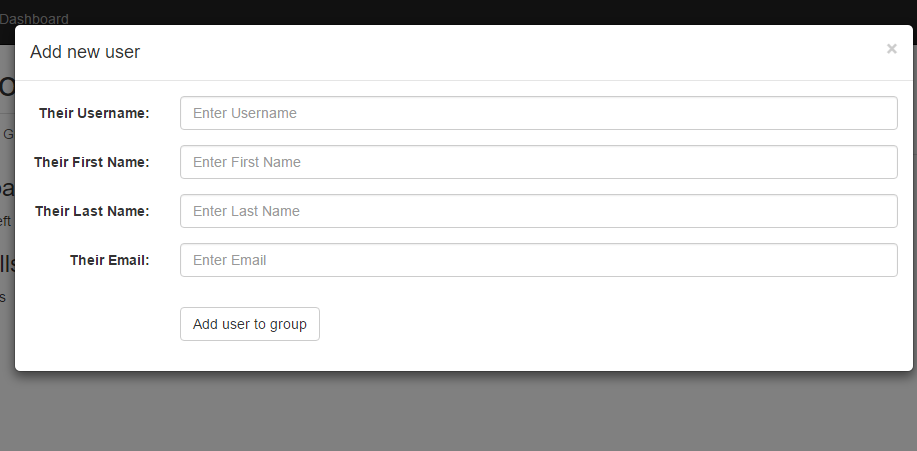 Dashboard
Add new user ×
Their Username: Enter Username
Their First Name: Enter First Name
Their Last Name: Enter Last Name
Their Email: Enter Email
Add user to group